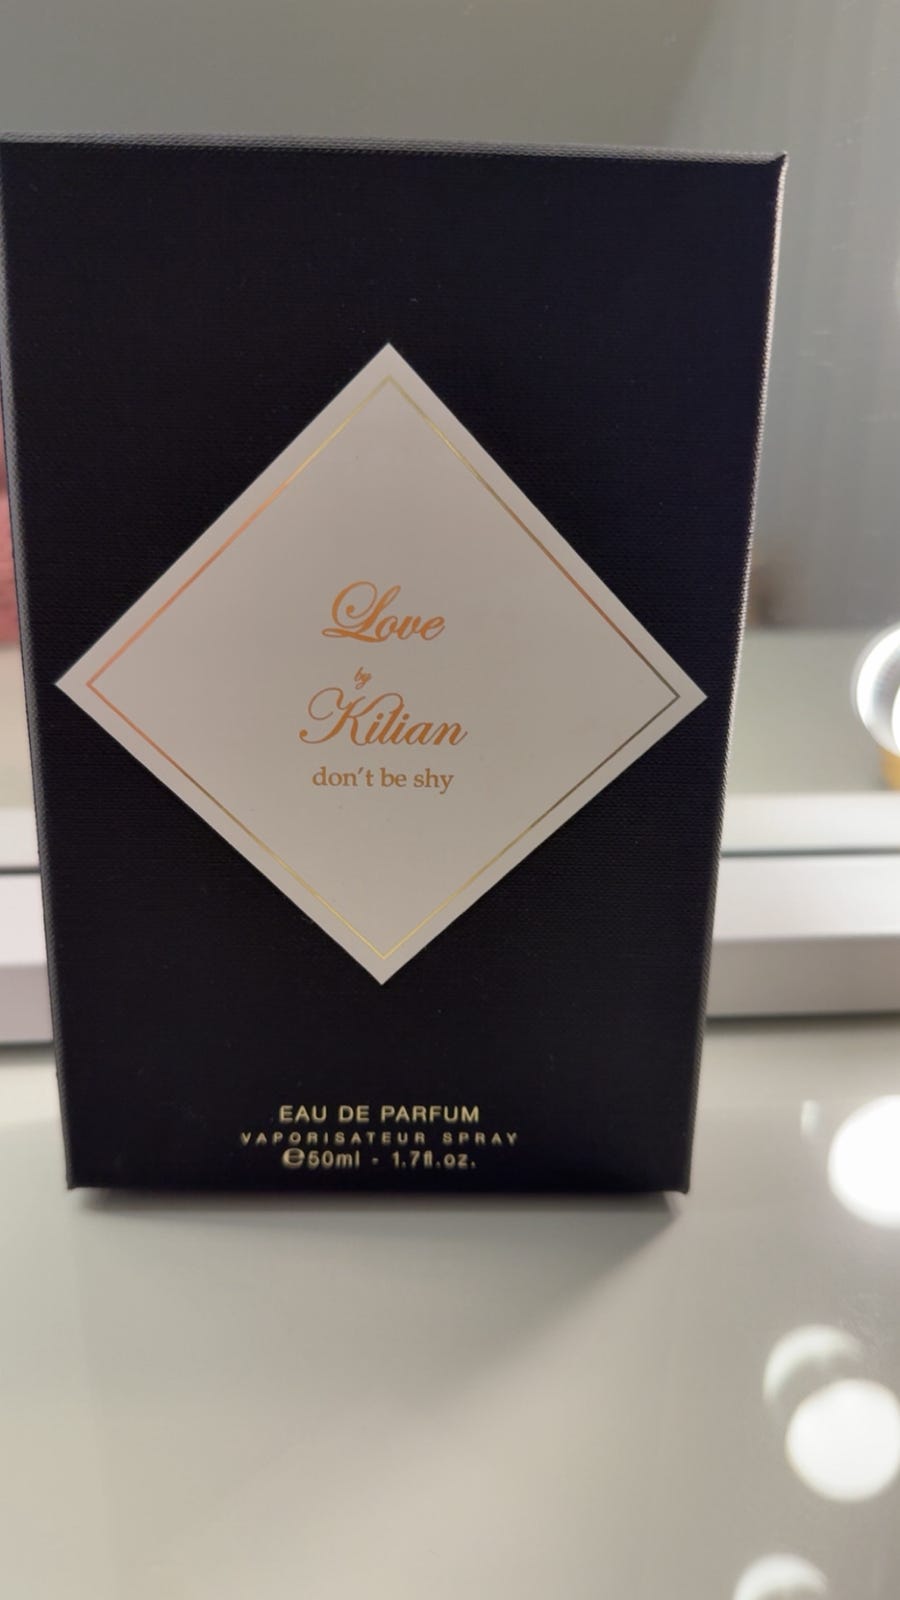 Love
by
Kilian
don't be shy
EAU DE PARFUM
VAPORISATEUR SPRAY
℮50ml - 1.7fl.oz.